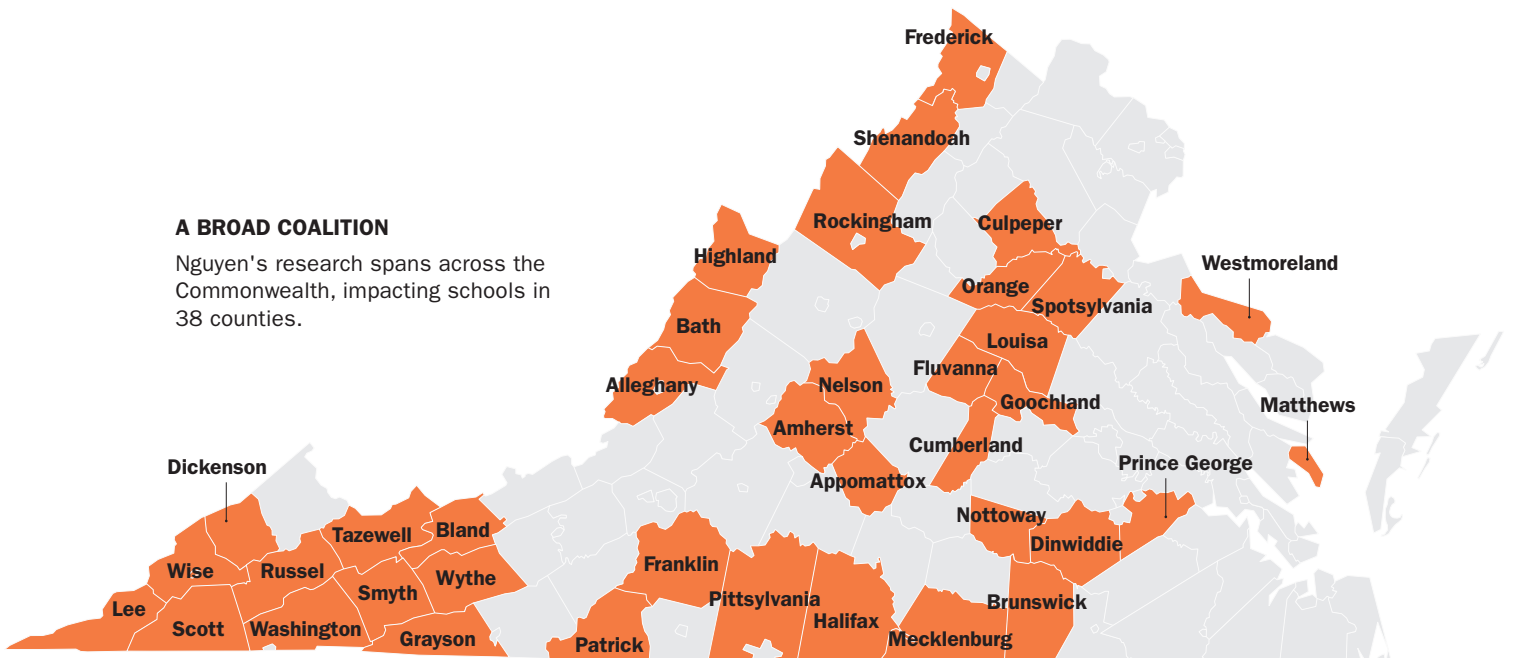 Frederick
Shenandoah
A BROAD COALITION
Nguyen's research spans across the
Commonwealth, impacting schools in
38 counties.
Rockingham
Culpeper
Highland
Westmoreland
Orange
Spotsylvania
Bath
Louisa
Fluvanna
Alleghany
Nelson
Goochland
Matthews
Amherst
Cumberland
Prince George
Dickenson
Appomattox
Nottoway
Tazewell
Bland
Dinwiddie
Franklin
Wise
Russel
Wythe
Smyth
Pittsylvania
Brunswick
Lee
Halifax
Scott
Washington
Grayson
Mecklenburg
Patrick